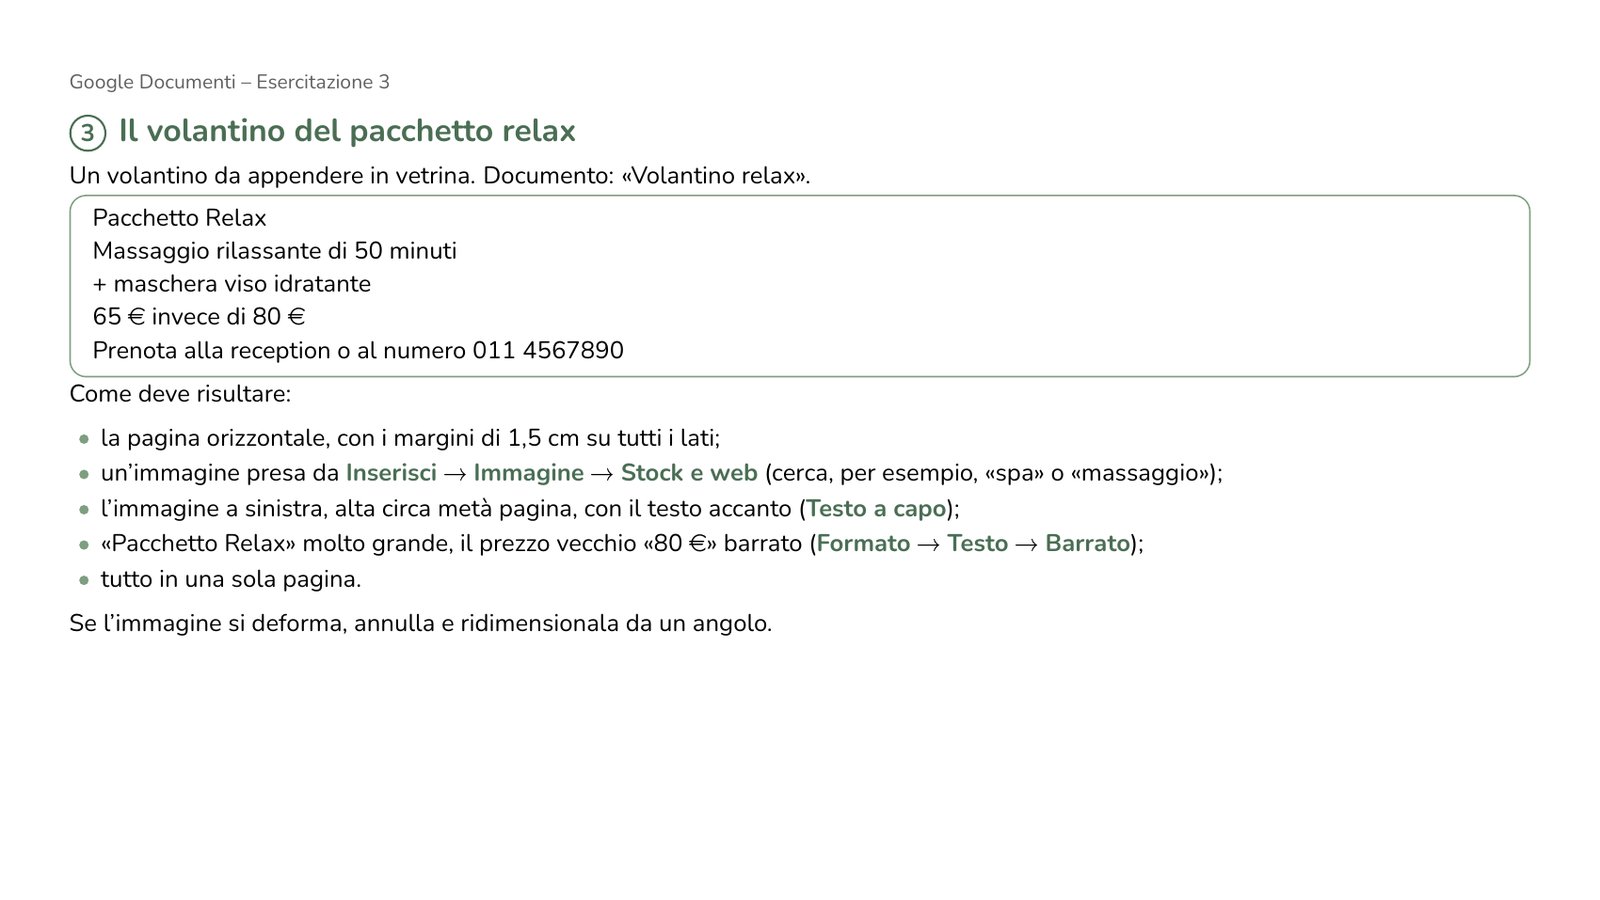 Google Documenti – Esercitazione 3
3 Il volantino del pacchetto relax
Un volantino da appendere in vetrina. Documento: «Volantino relax».
Pacchetto Relax
Massaggio rilassante di 50 minuti
+ maschera viso idratante
65 € invece di 80 €
Prenota alla reception o al numero 011 4567890
Come deve risultare:
• la pagina orizzontale, con i margini di 1,5 cm su tutti i lati;
• un’immagine presa da Inserisci → Immagine → Stock e web (cerca, per esempio, «spa» o «massaggio»);
• l’immagine a sinistra, alta circa metà pagina, con il testo accanto (Testo a capo);
• «Pacchetto Relax» molto grande, il prezzo vecchio «80 €» barrato (Formato → Testo → Barrato);
• tutto in una sola pagina.
Se l’immagine si deforma, annulla e ridimensionala da un angolo.